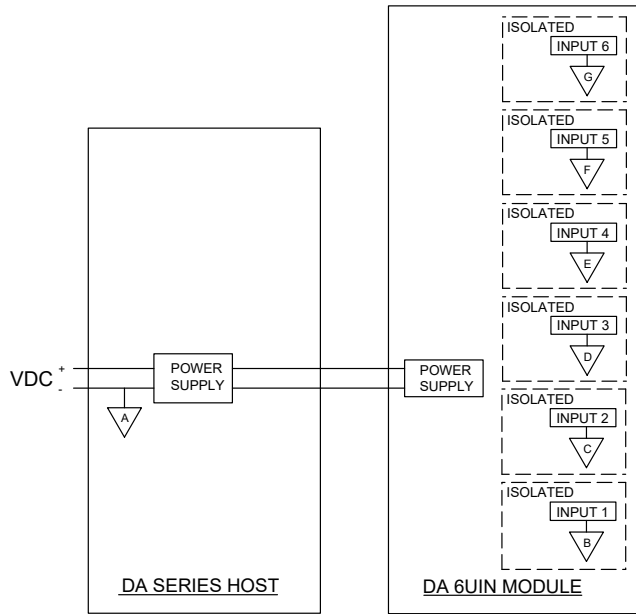 ISOLATED
INPUT 6
G
ISOLATED
INPUT 5
F
ISOLATED
INPUT 4
E
ISOLATED
INPUT 3
D
ISOLATED
INPUT 2
C
ISOLATED
INPUT 1
B
VDC
+
-
A
POWER
SUPPLY
POWER
SUPPLY
DA SERIES HOST
DA 6UIN MODULE